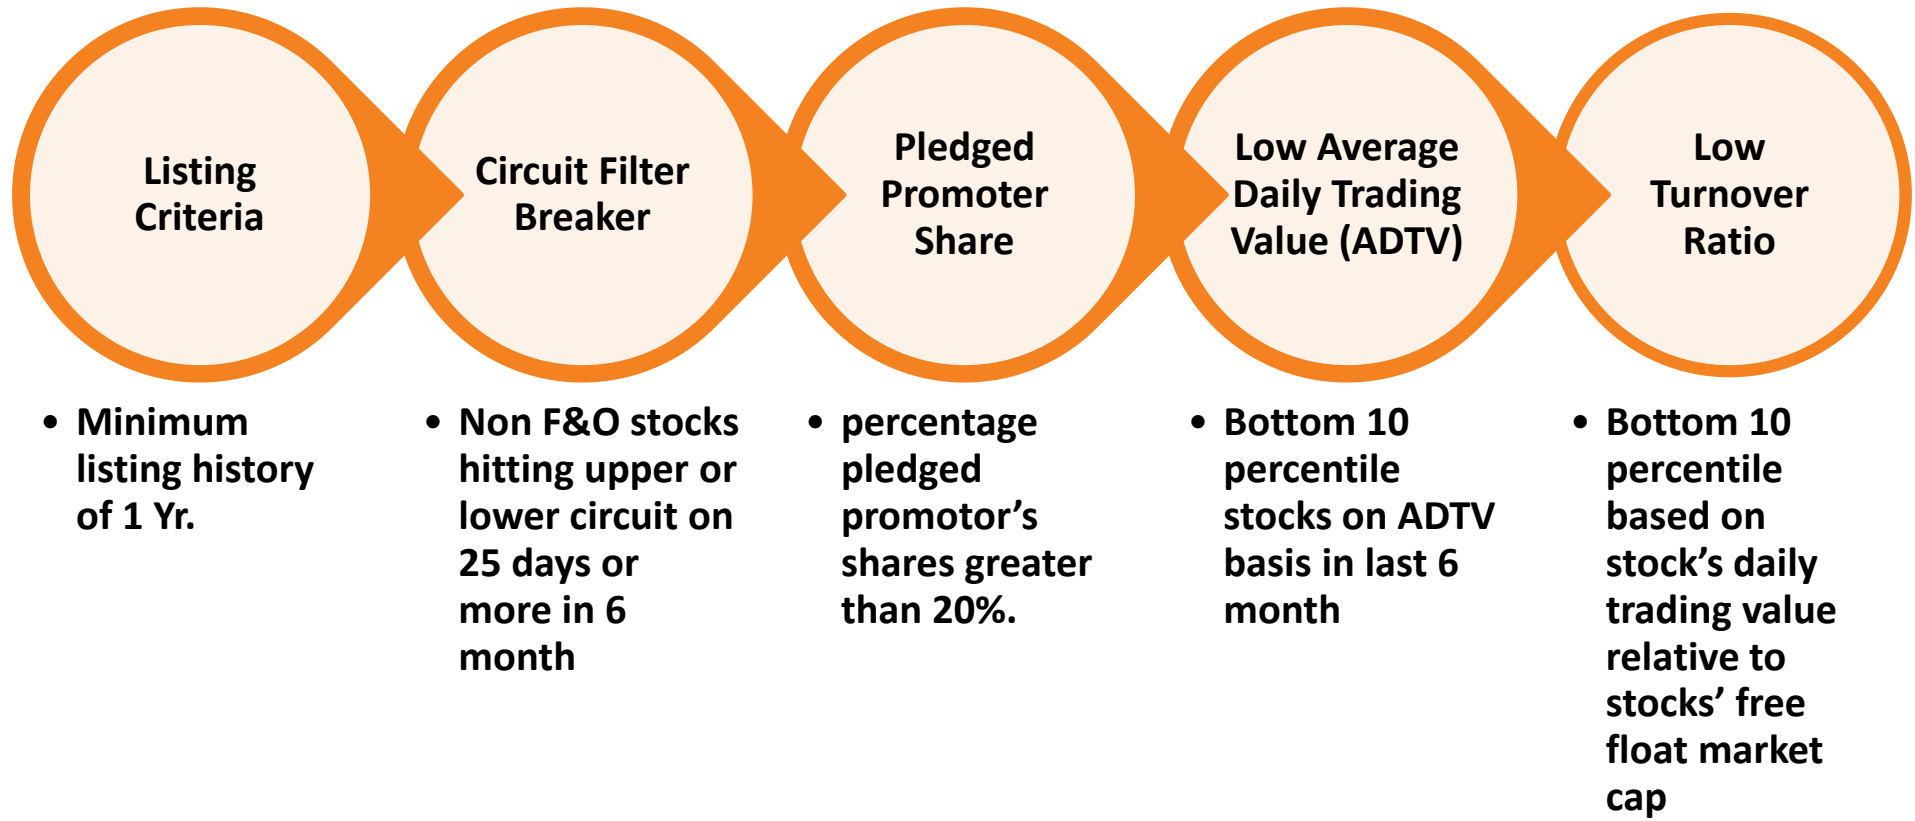 Listing
Criteria
Circuit Filter
Breaker
Pledged
Promoter
Share
Low Average
Daily Trading
Value (ADTV)
Low
Turnover
Ratio
• Minimum
listing history
of 1 Yr.
• Non F&O stocks
hitting upper or
lower circuit on
25 days or
more in 6
month
• percentage
pledged
promotor’s
shares greater
than 20%.
• Bottom 10
percentile
stocks on ADTV
basis in last 6
month
• Bottom 10
percentile
based on
stock’s daily
trading value
relative to
stocks’ free
float market
cap